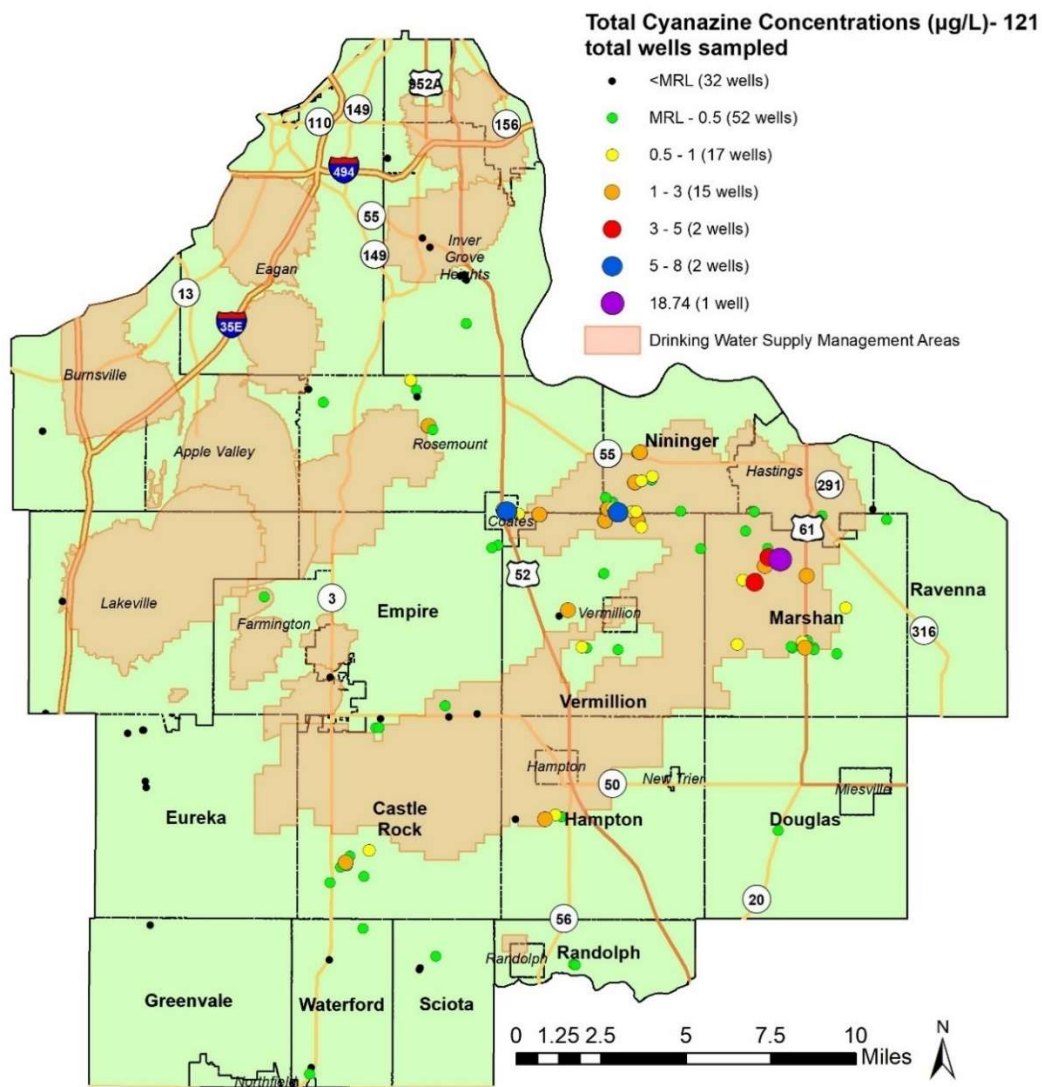 Total Cyanazine Concentrations (µg/L)- 121
total wells sampled
<MRL (32 wells)
MRL - 0.5 (52 wells)
0.5 - 1 (17 wells)
1 - 3 (15 wells)
3 - 5 (2 wells)
5 - 8 (2 wells)
18.74 (1 well)
Drinking Water Supply Management Areas
952A
149
110
156
494
55
149
Inver
Grove
Heights
Eagan
13
35E
Burnsville
Apple Valley
Rosemount
55
Nininger
Hastings
291
Coates
61
52
Lakeville
3
Farmington
Empire
Vermillion
Marshan
Ravenna
316
Vermillion
Hampton
50
New Trier
Miesville
Eureka
Castle
Rock
Hampton
Douglas
20
56
Randolph
Randolph
Greenvale
Waterford
Sciota
Northfield
0 1.25 2.5 5 7.5 10
Miles
N